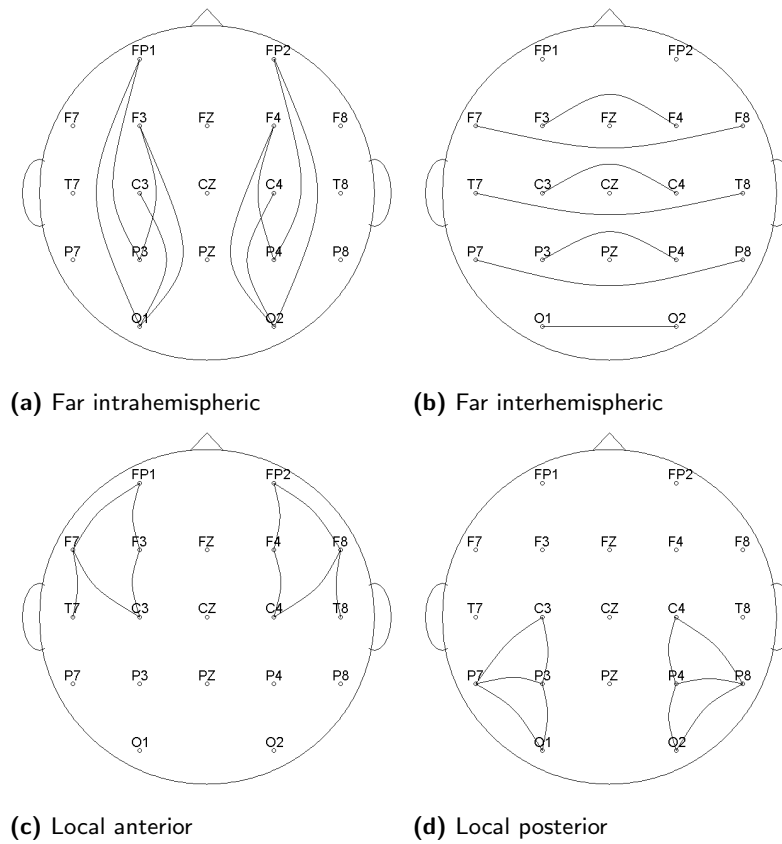 FP1 FP2 FP1 FP2
F7 F3 FZ F4 F8 F7 F3 FZ F4 F8
T7 C3 CZ C4 T8 T7 C3 CZ C4 T8
P7 P3 PZ P4 P8 P7 P3 PZ P4 P8
O1 O2 O1 O2
(a) Far intrahemispheric (b) Far interhemispheric
FP1 FP2 FP1 FP2
F7 F3 FZ F4 F8 F7 F3 FZ F4 F8
T7 C3 CZ C4 T8 T7 C3 CZ C4 T8
P7 P3 PZ P4 P8 P7 P3 PZ P4 P8
O1 O2 O1 O2
(c) Local anterior (d) Local posterior